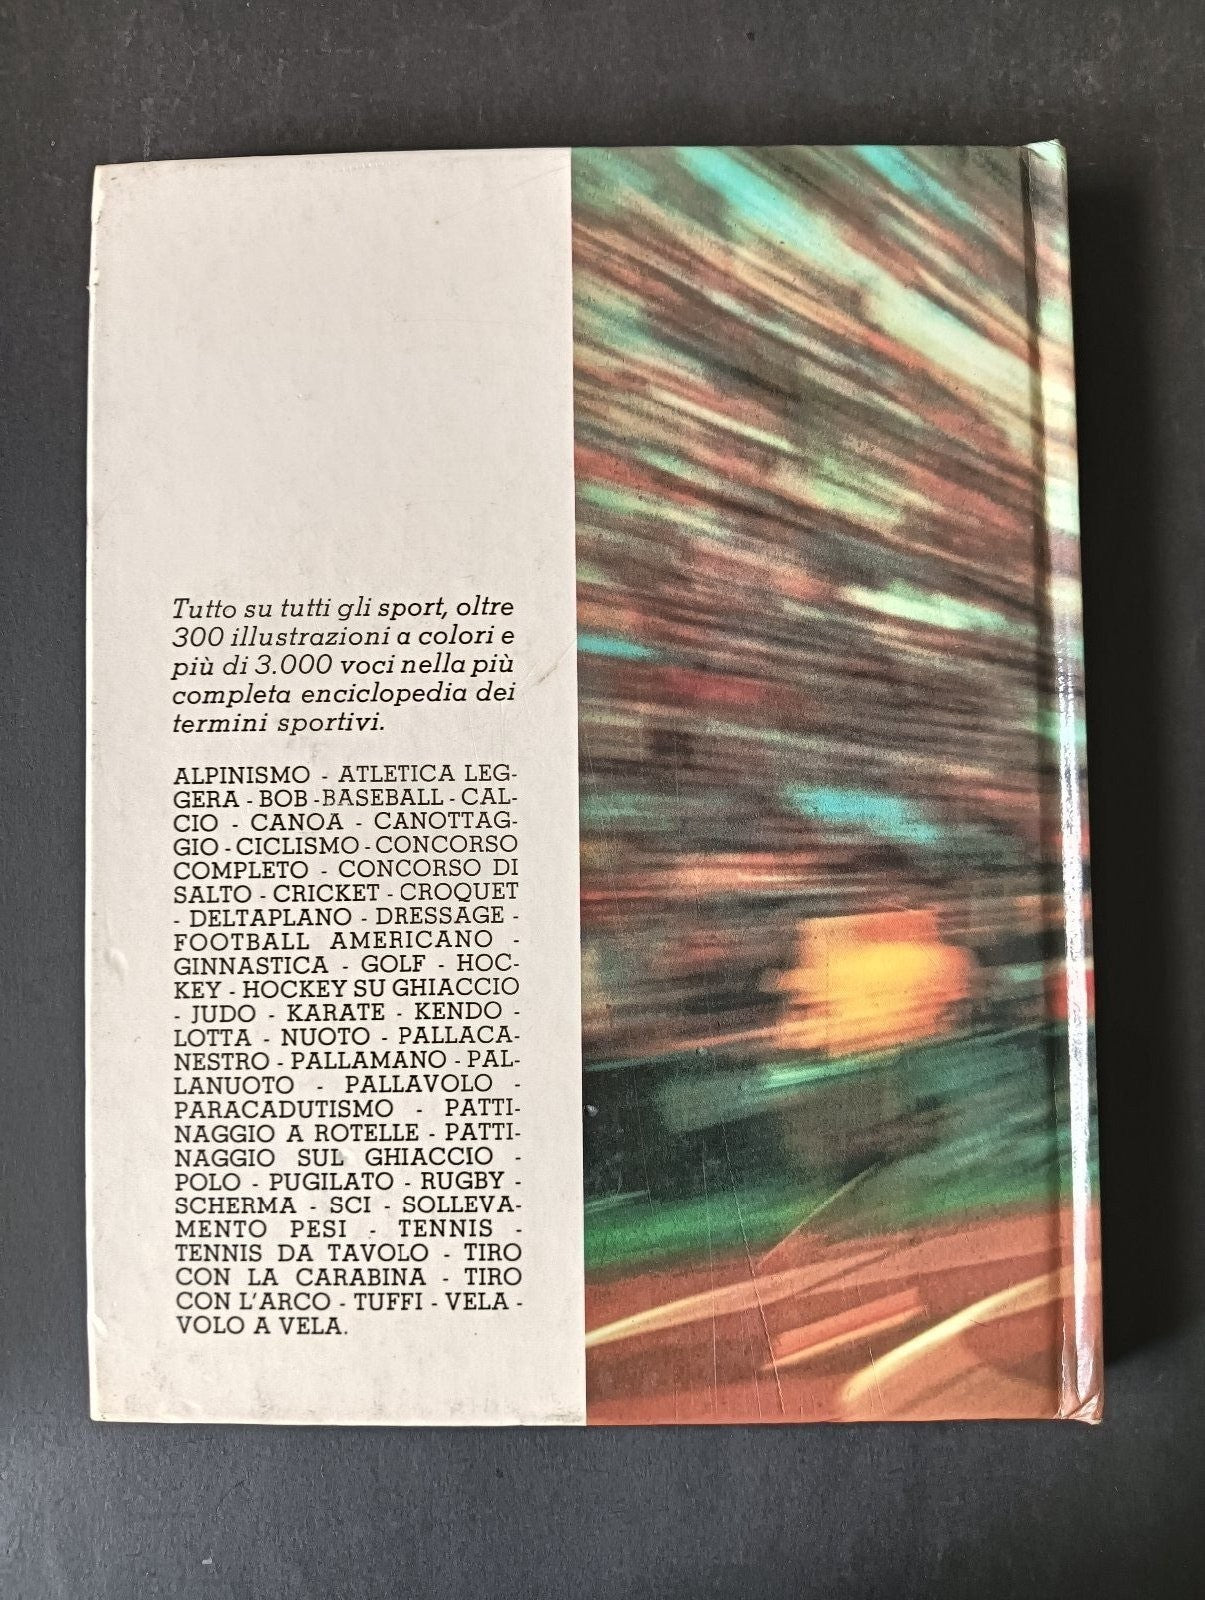 Tutto su tutti gli sport, oltre
300 illustrazioni a colori e
più di 3.000 voci nella più
completa enciclopedia dei
termini sportivi.
ALPINISMO - ATLETICA LEG-
GERA - BOB - BASEBALL - CAL-
CIO - CANOA - CANOTTAG-
GIO - CICLISMO - CONCORSO
COMPLETO - CONCORSO DI
SALTO - CRICKET - CROQUET
- DELTAPLANO - DRESSAGE -
FOOTBALL AMERICANO -
GINNASTICA - GOLF - HOC-
KEY - HOCKEY SU GHIACCIO
- JUDO - KARATE - KENDO -
LOTTA - NUOTO - PALLACA-
NESTRO - PALLAMANO - PAL-
LANUOTO - PALLAVOLO -
PARACADUTISMO - PATTI-
NAGGIO A ROTELLE - PATTI-
NAGGIO SUL GHIACCIO -
POLO - PUGILATO - RUGBY -
SCHERMA - SCI - SOLLEVA-
MENTO PESI - TENNIS -
TENNIS DA TAVOLO - TIRO
CON LA CARABINA - TIRO
CON L'ARCO - TUFFI - VELA -
VOLO A VELA.